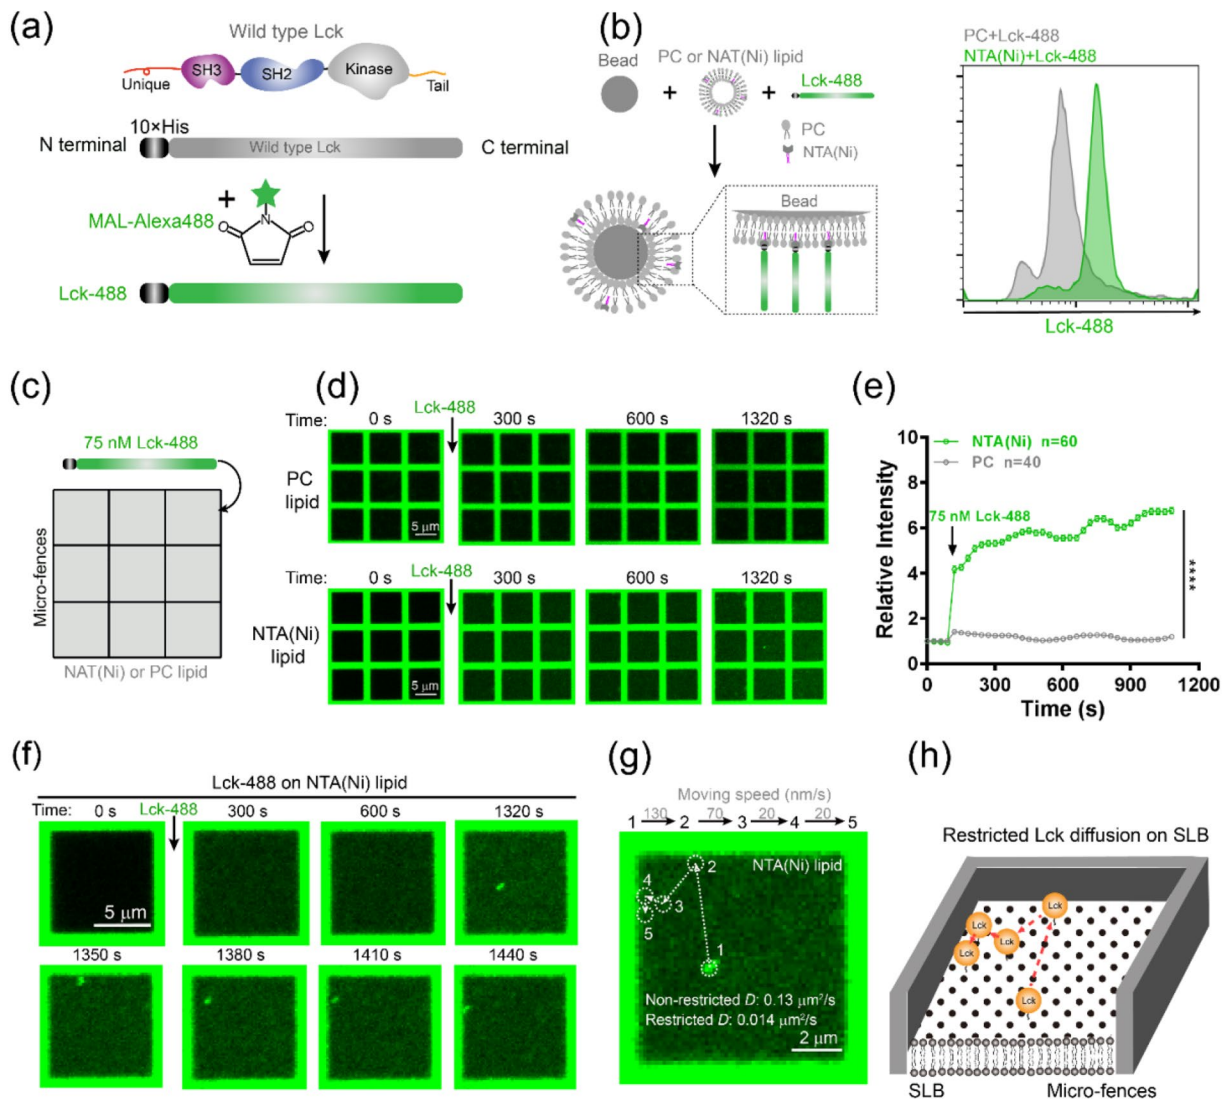 (a)
Wild type Lck
SH3
SH2
Kinase
Unique
Tail
10×His
N terminal
Wild type Lck
C terminal
+
MAL-Alexa488
N
O
O
Lck-488
(b)
Bead
PC or NAT(Ni) lipid
+
+
Lck-488
PC
NTA(Ni)
Bead
PC+Lck-488
NTA(Ni)+Lck-488
Lck-488
(c)
75 nM Lck-488
Micro-fences
NAT(Ni) or PC lipid
(d)
Time: 0 s Lck-488 300 s 600 s 1320 s
PC
lipid
5 μm
Time: 0 s Lck-488 300 s 600 s 1320 s
NTA(Ni)
lipid
5 μm
(e)
Relative Intensity
10
8
6
4
2
0
NTA(Ni) n=60
PC n=40
75 nM Lck-488
****
0 300 600 900 1200
Time (s)
(f)
Lck-488 on NTA(Ni) lipid
Time: 0 s Lck-488 300 s 600 s 1320 s
5 μm
1350 s 1380 s 1410 s 1440 s
(g)
Moving speed (nm/s)
130 70 20 20
1 2 3 4 5
NTA(Ni) lipid
2
4
3
5
1
Non-restricted D: 0.13 μm²/s
Restricted D: 0.014 μm²/s
2 μm
(h)
Restricted Lck diffusion on SLB
Lck
Lck
Lck
Lck
Lck
SLB
Micro-fences